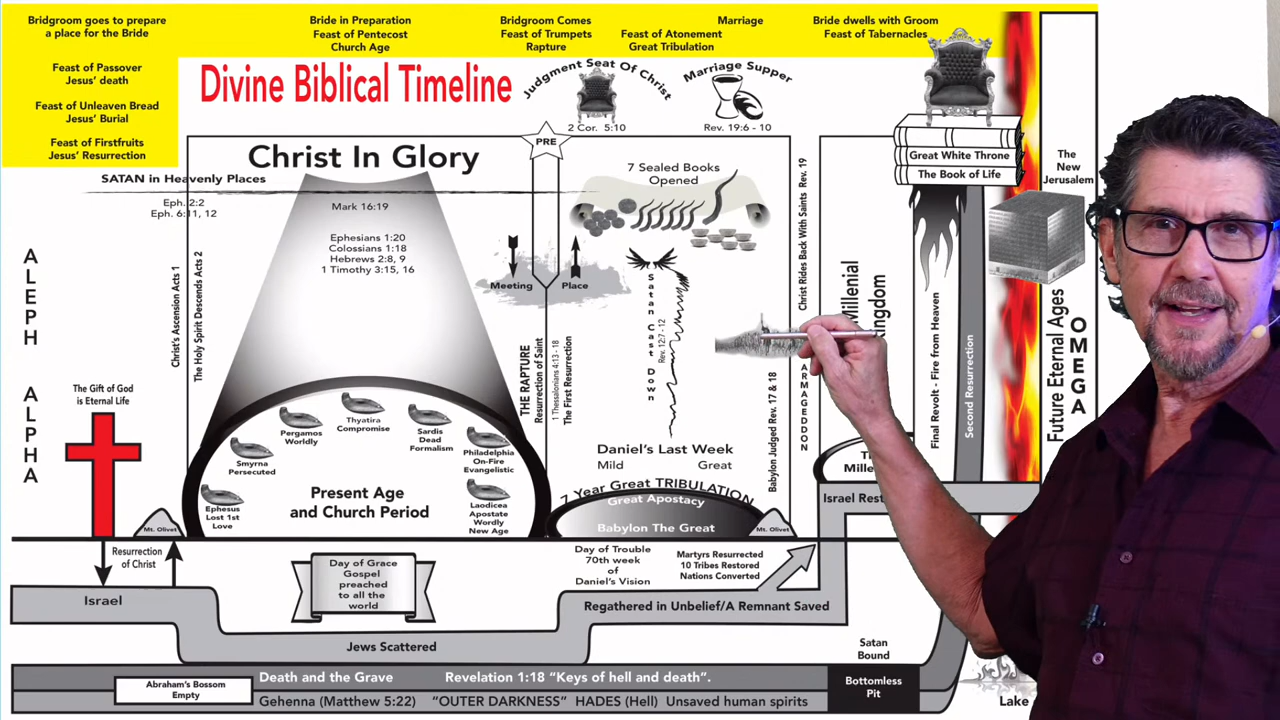 Bridgroom goes to prepare
a place for the Bride
Feast of Passover
Jesus' death
Feast of Unleaven Bread
Jesus' Burial
Feast of Firstfruits
Jesus' Resurrection
Bride in Preparation
Feast of Pentecost
Church Age
Bridgroom Comes
Feast of Trumpets
Rapture
Marriage
Feast of Atonement
Great Tribulation
Bride dwells with Groom
Feast of Tabernacles
Divine Biblical Timeline
Judgment Seat Of Christ
2 Cor. 5:10
Marriage Supper
Rev. 19:6 - 10
PRE
Christ In Glory
SATAN in Heavenly Places
Eph. 2:2
Eph. 6:11, 12
Mark 16:19
Ephesians 1:20
Colossians 1:18
Hebrews 2:8, 9
1 Timothy 3:15, 16
7 Sealed Books
Opened
Great White Throne
The Book of Life
The
New
Jerusalem
ALEPH
ALPHA
Christ's Ascension Acts 1
The Holy Spirit Descends Acts 2
Meeting
Place
THE RAPTURE
Resurrection of Saint
1 Thessalonians 4:13 - 18
The First Resurrection
Satan Cast Down
Rev. 12:7 - 12
Christ Rides Back With Saints Rev. 19
ARMAGEDDON
Babylon Judged Rev. 17 & 18
Millenial
ingdom
Final Revolt - Fire from Heaven
Second Resurrection
Future Eternal Ages
OMEGA
The Gift of God
is Eternal Life
Mt. Olivet
Resurrection
of Christ
Ephesus
Lost 1st
Love
Smyrna
Persecuted
Pergamos
Worldly
Thyatira
Compromise
Sardis
Dead
Formalism
Philadelphia
On-Fire
Evangelistic
Laodicea
Apostate
Wordly
New Age
Present Age
and Church Period
Daniel's Last Week
Mild
Great
7 Year Great TRIBULATION
Great Apostacy
Babylon The Great
Mt. Olivet
T
Mille
Israel Rest
Day of Grace
Gospel
preached
to all the
world
Day of Trouble
70th week
of
Daniel's Vision
Martyrs Resurrected
10 Tribes Restored
Nations Converted
Israel
Jews Scattered
Regathered in Unbelief/A Remnant Saved
Satan
Bound
Bottomless
Pit
Abraham's Bossom
Empty
Death and the Grave
Revelation 1:18 “Keys of hell and death”.
Gehenna (Matthew 5:22) “OUTER DARKNESS” HADES (Hell) Unsaved human spirits
Lake